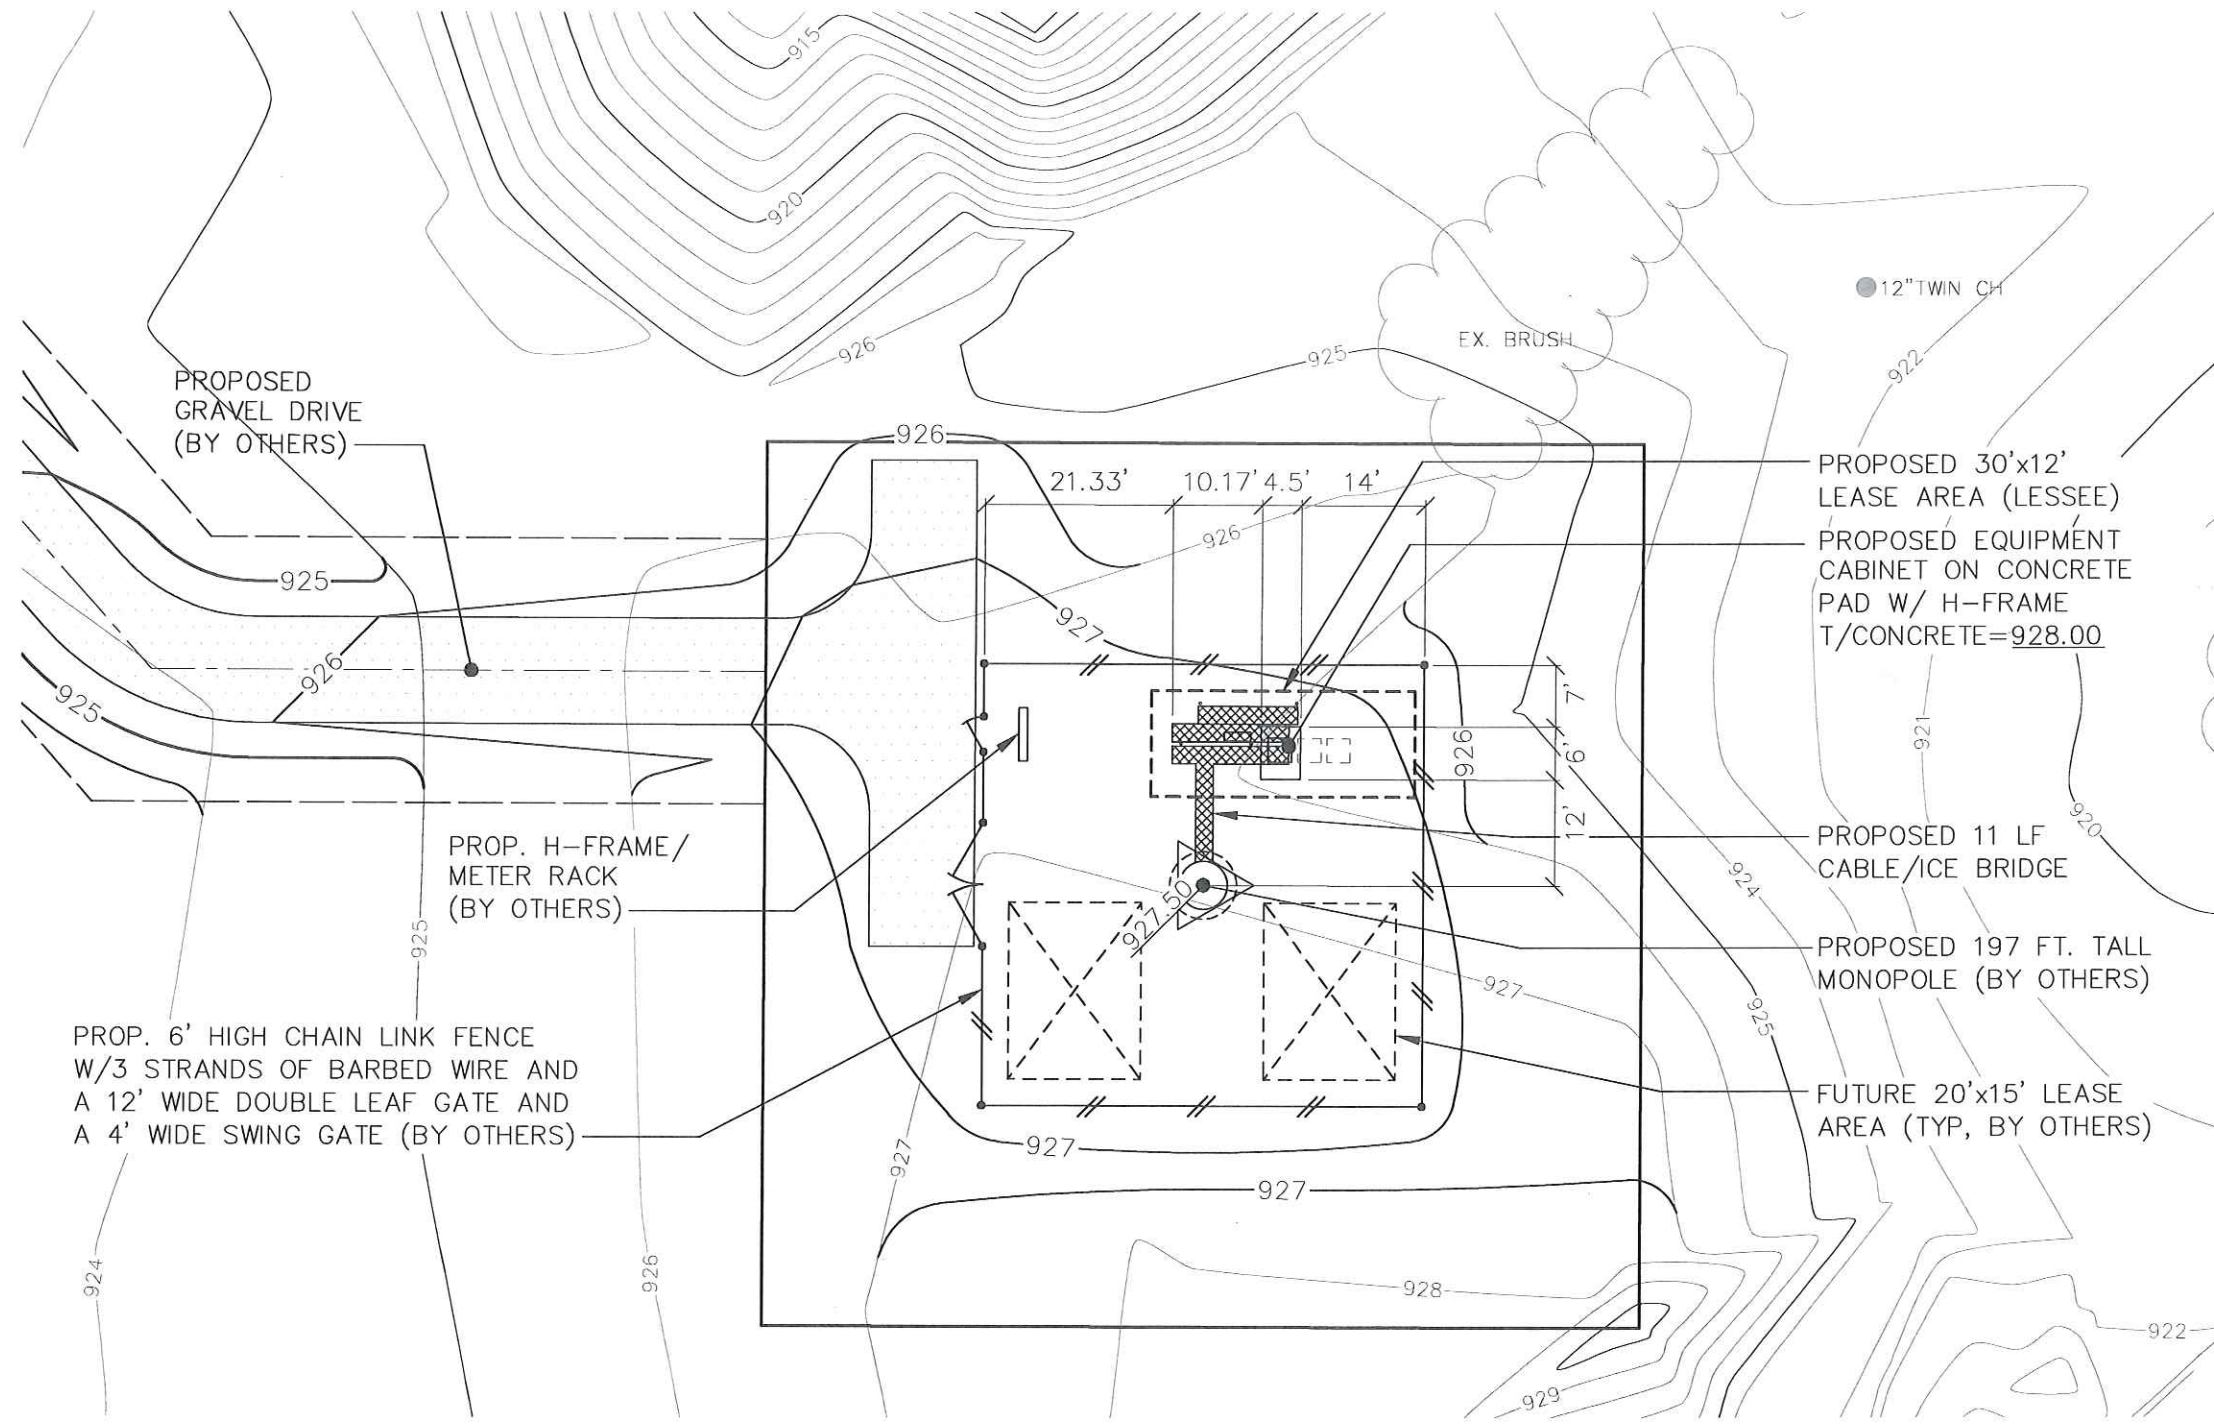 915
920
926
925
EX. BRUSH
12"TWIN CH
922
PROPOSED
GRAVEL DRIVE
(BY OTHERS)
926
21.33'
10.17'
4.5'
14'
926
PROPOSED 30'x12'
LEASE AREA (LESSEE)
PROPOSED EQUIPMENT
CABINET ON CONCRETE
PAD W/ H-FRAME
T/CONCRETE=928.00
925
927
926
925
7'
6'
12'
926
921
920
PROP. H-FRAME/
METER RACK
(BY OTHERS)
PROPOSED 11 LF
CABLE/ICE BRIDGE
924
927.50
925
PROPOSED 197 FT. TALL
MONOPOLE (BY OTHERS)
927
925
PROP. 6' HIGH CHAIN LINK FENCE
W/3 STRANDS OF BARBED WIRE AND
A 12' WIDE DOUBLE LEAF GATE AND
A 4' WIDE SWING GATE (BY OTHERS)
FUTURE 20'x15' LEASE
AREA (TYP, BY OTHERS)
927
927
927
924
926
928
922
929